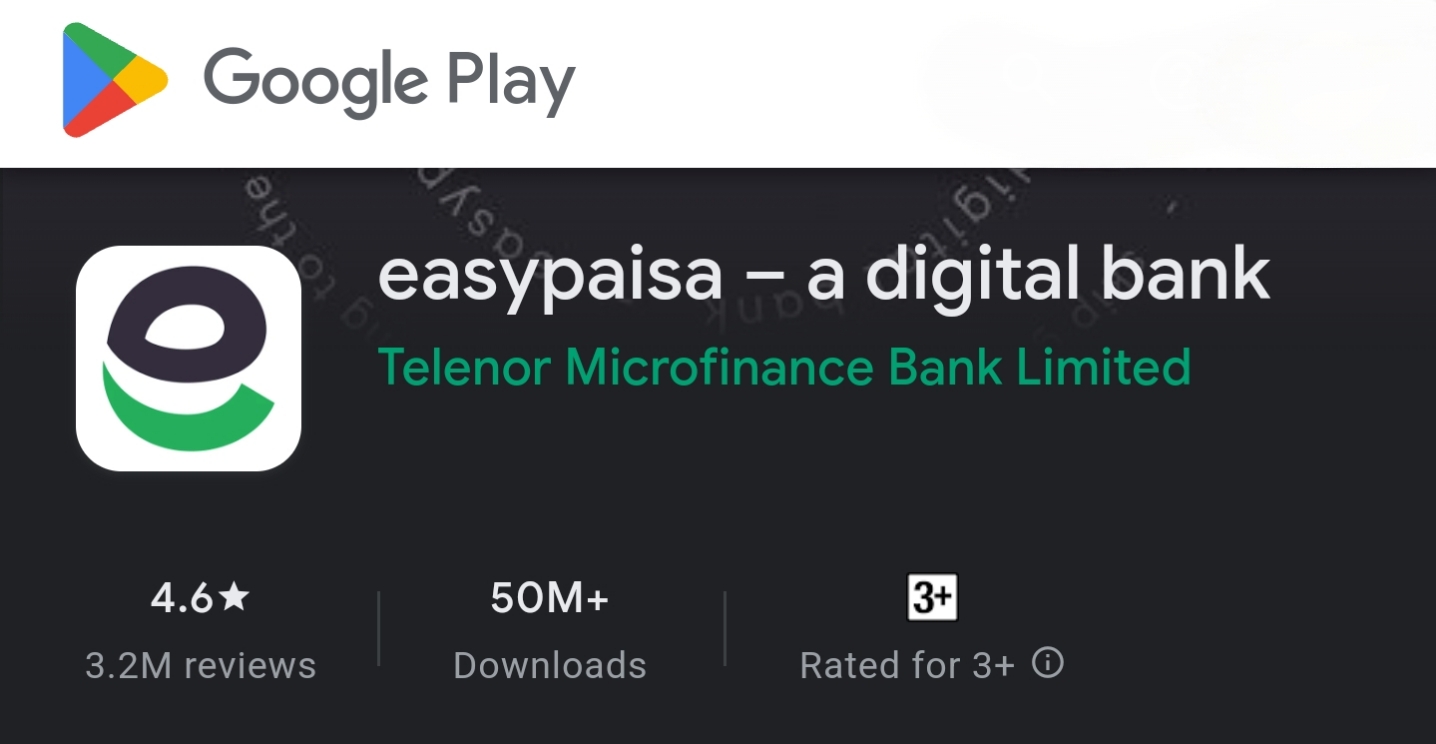 Google Play
easypaisa – a digital bank
Telenor Microfinance Bank Limited
4.6★
50M+
3+
3.2M reviews
Downloads
Rated for 3+